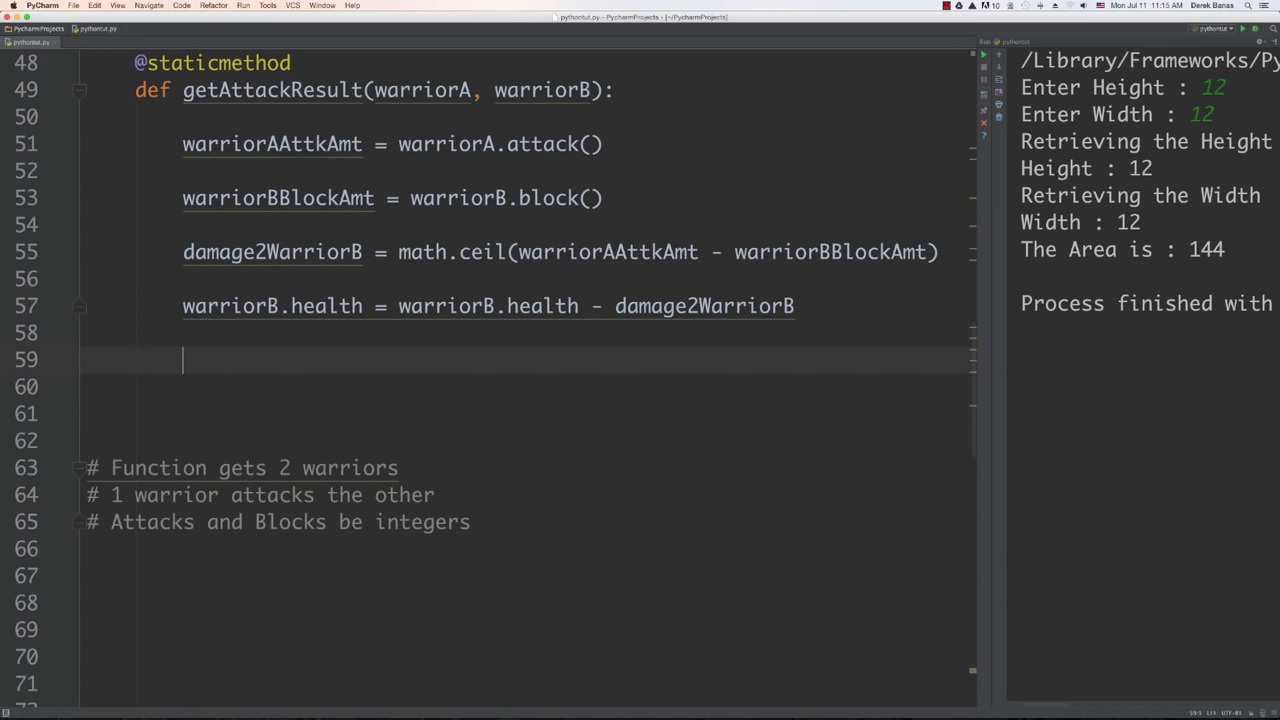 PyCharm File Edit View Navigate Code Refactor Run Tools VCS Window Help 10 Mon Jul 11 11:15 AM Derek Banas
pythontut.py - PycharmProjects - [~/PycharmProjects]
PycharmProjects pythontut.py pythontut
pythontut.py Run pythontut
48 @staticmethod
49 def getAttackResult(warriorA, warriorB):
50
51 warriorAAttkAmt = warriorA.attack()
52
53 warriorBBlockAmt = warriorB.block()
54
55 damage2WarriorB = math.ceil(warriorAAttkAmt - warriorBBlockAmt)
56
57 warriorB.health = warriorB.health - damage2WarriorB
58
59
60
61
62
63 # Function gets 2 warriors
64 # 1 warrior attacks the other
65 # Attacks and Blocks be integers
66
67
68
69
70
71
/Library/Frameworks/Py
Enter Height : 12
Enter Width : 12
Retrieving the Height
Height : 12
Retrieving the Width
Width : 12
The Area is : 144
Process finished with
59:9 LF÷ UTF-8÷